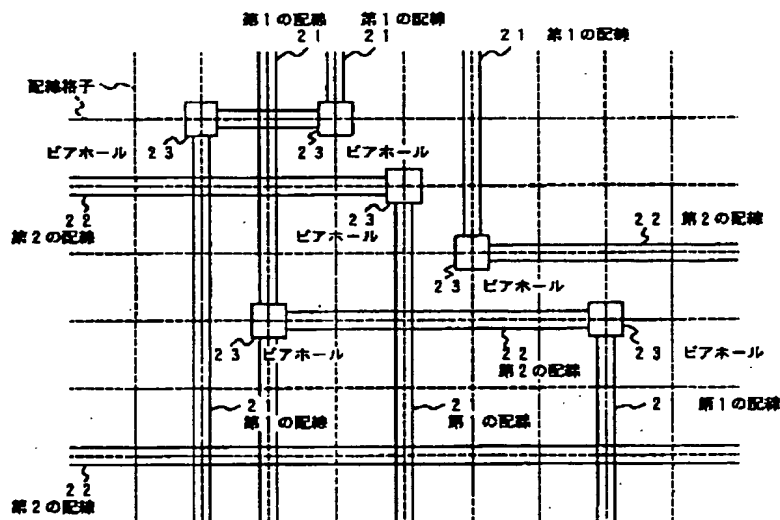 第1の配線 第1の配線
21 21 21 第1の配線
配線格子
ビアホール 23 23 ビアホール
22 23 22 第2の配線
第2の配線 ビアホール
23 ビアホール
23 ビアホール 22 23 ビアホール
第2の配線
21 2 2 第1の配線
第1の配線 第1の配線
22
第2の配線